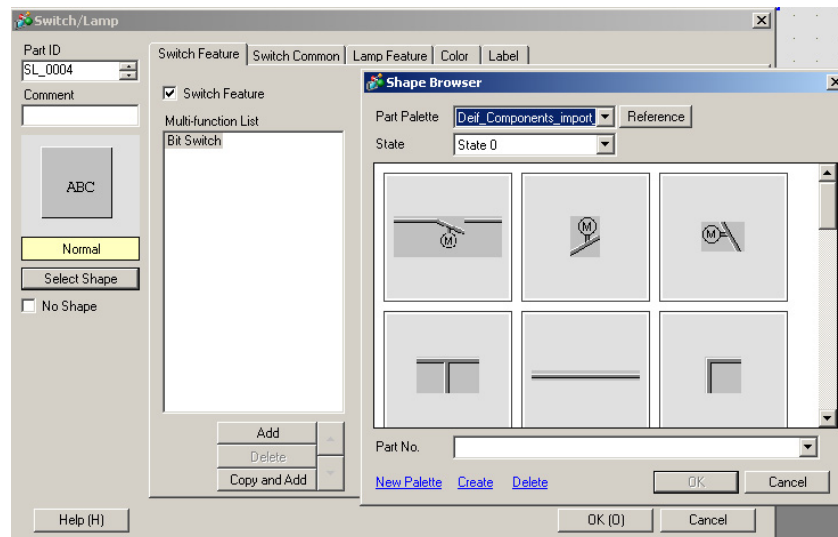 Switch/Lamp
Part ID
SL_0004
Comment
ABC
Normal
Select Shape
No Shape
Help (H)
Switch Feature
Switch Common
Lamp Feature
Color
Label
Switch Feature
Multi-function List
Bit Switch
Add
Delete
Copy and Add
OK (O)
Cancel
Shape Browser
Part Palette
Deif_Components_import_
Reference
State
State 0
M
M
M
Part No.
New Palette
Create
Delete
OK
Cancel